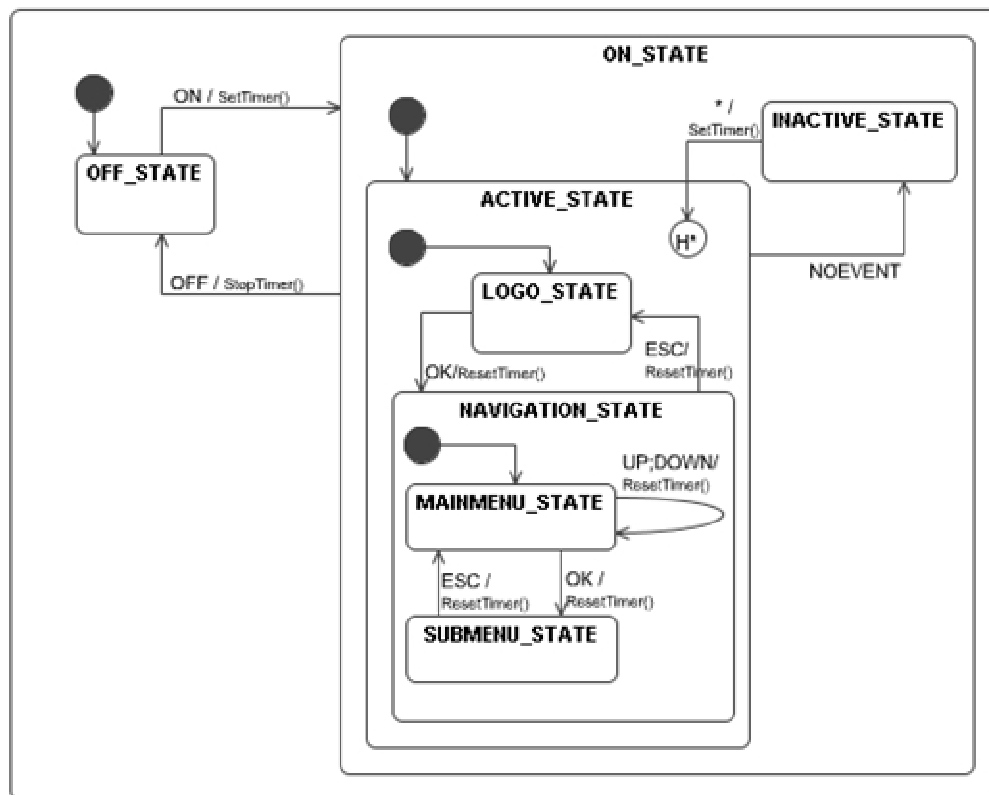 ON_STATE
ON / SetTimer()
* /
SetTimer()
INACTIVE_STATE
OFF_STATE
ACTIVE_STATE
H*
NOEVENT
OFF / StopTimer()
LOGO_STATE
ESC/
ResetTimer()
OK/ResetTimer()
NAVIGATION_STATE
UP;DOWN/
ResetTimer()
MAINMENU_STATE
ESC /
ResetTimer()
OK /
ResetTimer()
SUBMENU_STATE